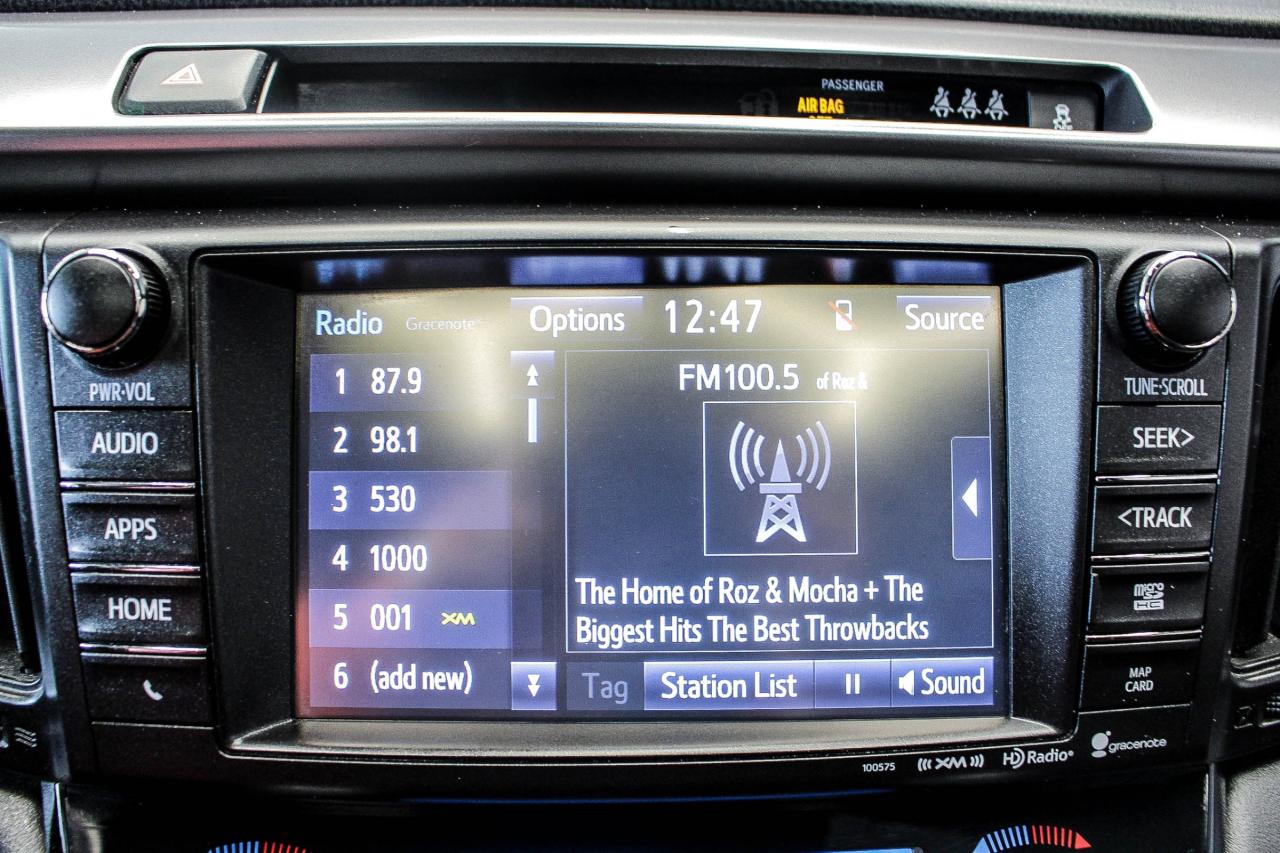 PASSENGER
AIR BAG
PWR·VOL
AUDIO
APPS
HOME
Radio
Gracenote
Options
12:47
Source
1 87.9
2 98.1
3 530
4 1000
5 001 XM
6 (add new)
FM100.5 of Roz &
The Home of Roz & Mocha + The
Biggest Hits The Best Throwbacks
Tag
Station List
Sound
TUNE·SCROLL
SEEK>
<TRACK
micro
SD
HC
MAP
CARD
100575
((( XM )))
HD Radio
gracenote